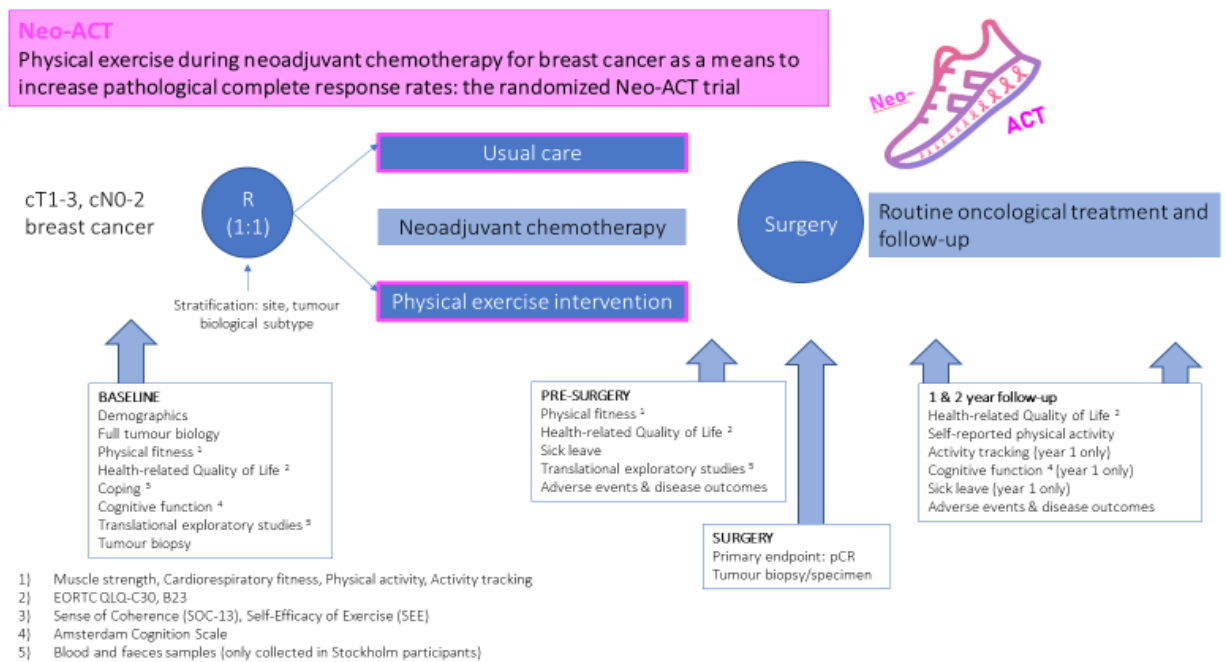 Neo-ACT
Physical exercise during neoadjuvant chemotherapy for breast cancer as a means to
increase pathological complete response rates: the randomized Neo-ACT trial
Neo-
ACT
Usual care
cT1-3, cN0-2
breast cancer
R
(1:1)
Neoadjuvant chemotherapy
Surgery
Routine oncological treatment and
follow-up
Physical exercise intervention
Stratification: site, tumour
biological subtype
BASELINE
Demographics
Full tumour biology
Physical fitness ¹
Health-related Quality of Life ²
Coping ⁵
Cognitive function ⁴
Translational exploratory studies ⁵
Tumour biopsy
PRE-SURGERY
Physical fitness ¹
Health-related Quality of Life ²
Sick leave
Translational exploratory studies ⁵
Adverse events & disease outcomes
SURGERY
Primary endpoint: pCR
Tumour biopsy/specimen
1 & 2 year follow-up
Health-related Quality of Life ²
Self-reported physical activity
Activity tracking (year 1 only)
Cognitive function ⁴ (year 1 only)
Sick leave (year 1 only)
Adverse events & disease outcomes
1) Muscle strength, Cardiorespiratory fitness, Physical activity, Activity tracking
2) EORTC QLQ-C30, B23
3) Sense of Coherence (SOC-13), Self-Efficacy of Exercise (SEE)
4) Amsterdam Cognition Scale
5) Blood and faeces samples (only collected in Stockholm participants)